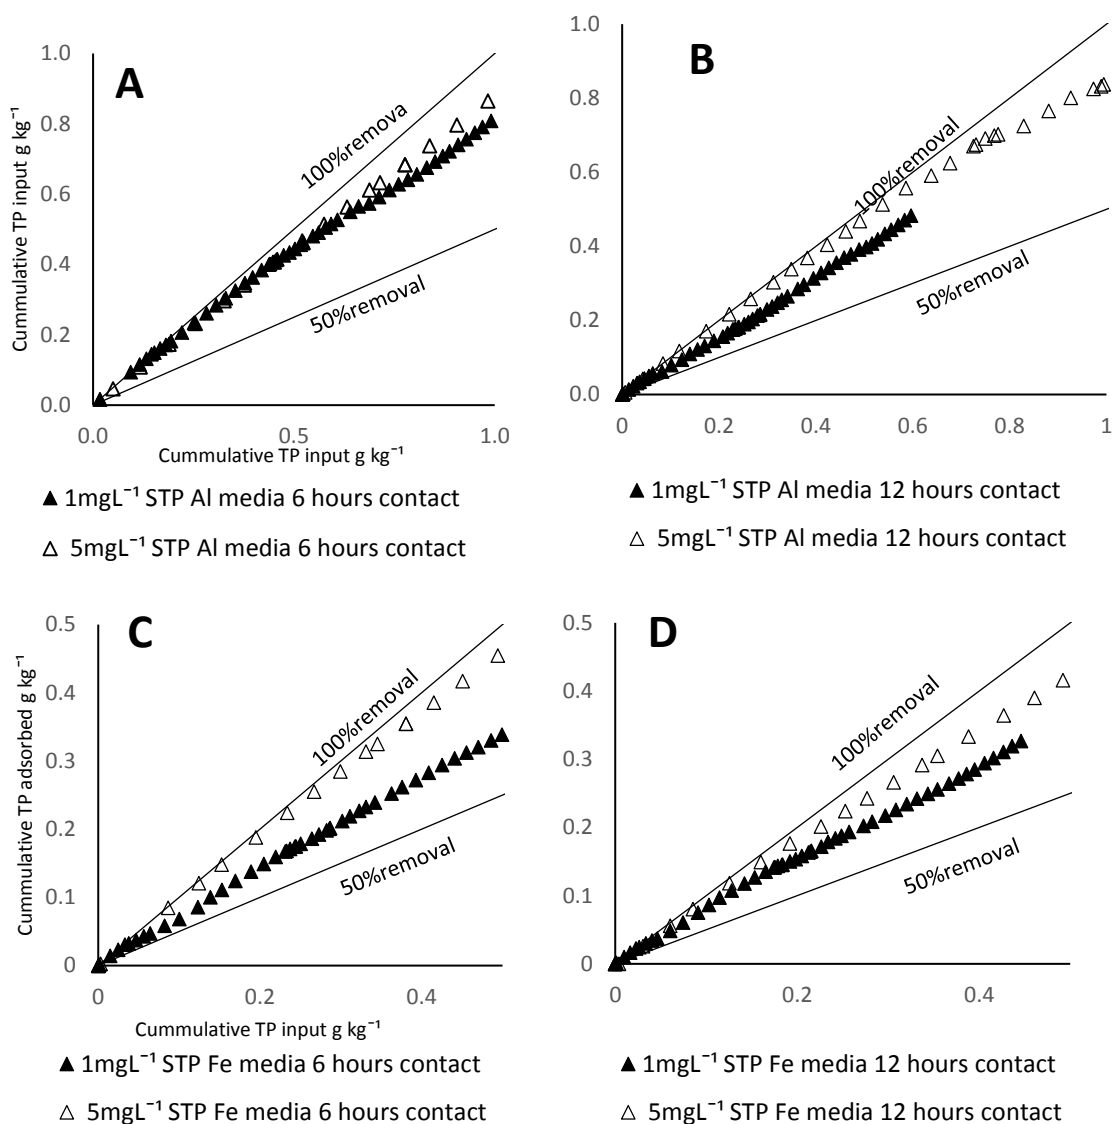 A
1.0
0.8
0.6
0.4
0.2
0.0
Cummulative TP input g kg⁻¹
100%remova
50%removal
0.0
0.5
1.0
Cummulative TP input g kg⁻¹
▲ 1mgL⁻¹ STP Al media 6 hours contact
△ 5mgL⁻¹ STP Al media 6 hours contact
B
1.0
0.8
0.6
0.4
0.2
0.0
100%removal
50%removal
0
0.2
0.4
0.6
0.8
1
▲ 1mgL⁻¹ STP Al media 12 hours contact
△ 5mgL⁻¹ STP Al media 12 hours contact
C
0.5
0.4
0.3
0.2
0.1
0
Cummulative TP adsorbed g kg⁻¹
100%removal
50%removal
0
0.2
0.4
Cummulative TP input g kg⁻¹
▲ 1mgL⁻¹ STP Fe media 6 hours contact
△ 5mgL⁻¹ STP Fe media 6 hours contact
D
0.5
0.4
0.3
0.2
0.1
0
100%removal
50%removal
0
0.2
0.4
▲ 1mgL⁻¹ STP Fe media 12 hours contact
△ 5mgL⁻¹ STP Fe media 12 hours contact